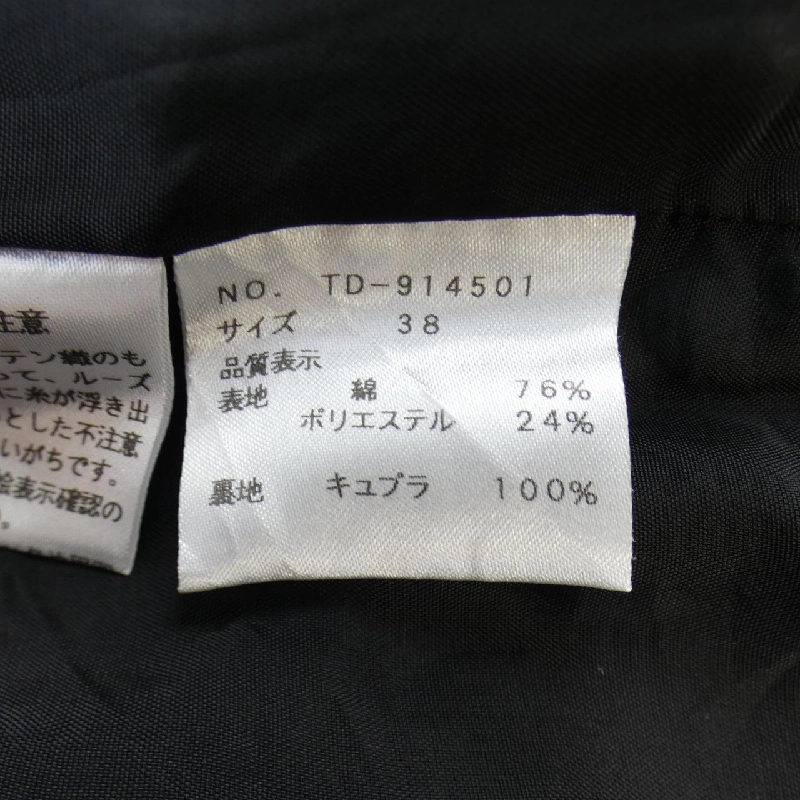 注意
テン織のも
って、ルーズ
に糸が浮き出
とした不注意
いがちです。
絵表示確認の
。
NO. TD-914501
サイズ 38
品質表示
表地 綿 76%
ポリエステル 24%
裏地 キュプラ 100%